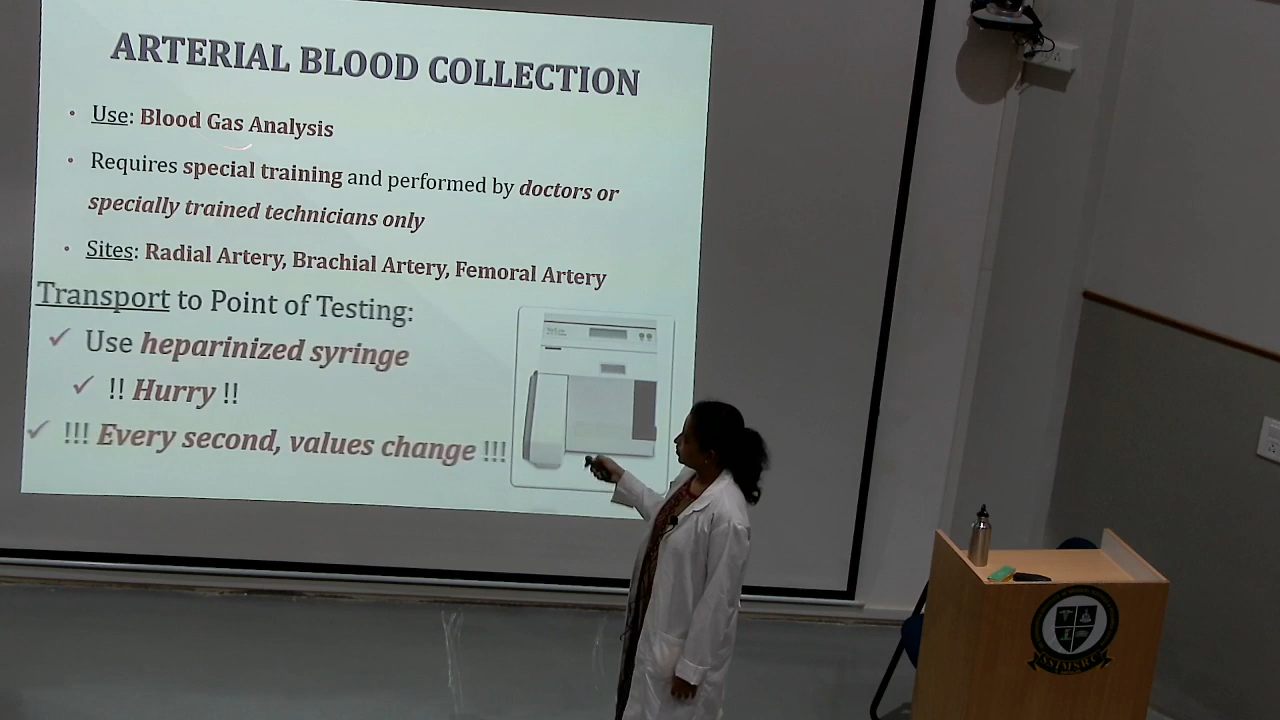 ARTERIAL BLOOD COLLECTION
• Use: Blood Gas Analysis
• Requires special training and performed by doctors or
specially trained technicians only
• Sites: Radial Artery, Brachial Artery, Femoral Artery
Transport to Point of Testing:
✓ Use heparinized syringe
✓ !! Hurry !!
✓ !!! Every second, values change !!!
SSIMSRC